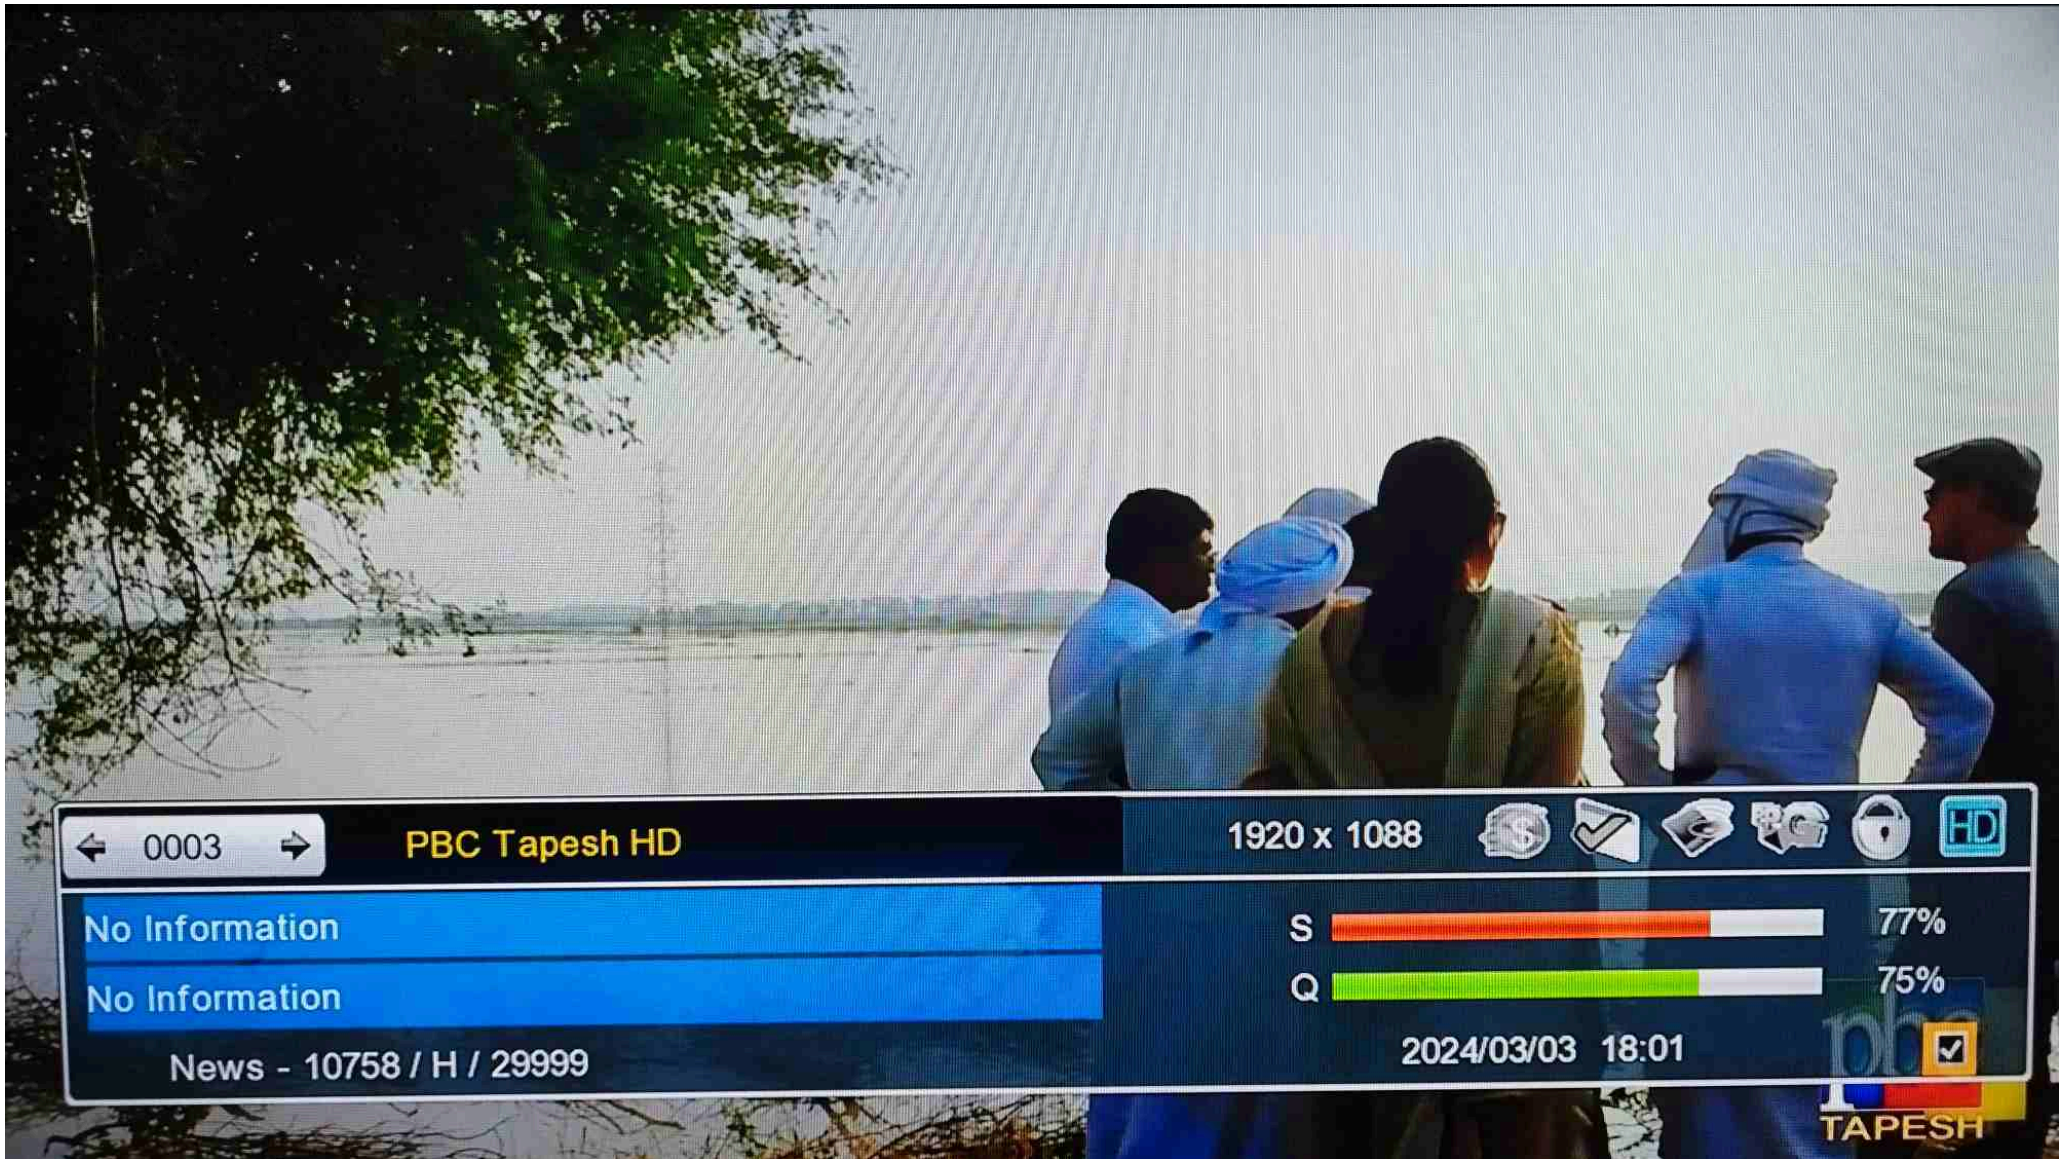 0003
PBC Tapesh HD
1920 x 1088
HD
No Information
No Information
S 77%
Q 75%
News - 10758 / H / 29999
2024/03/03 18:01
pbc
TAPESH